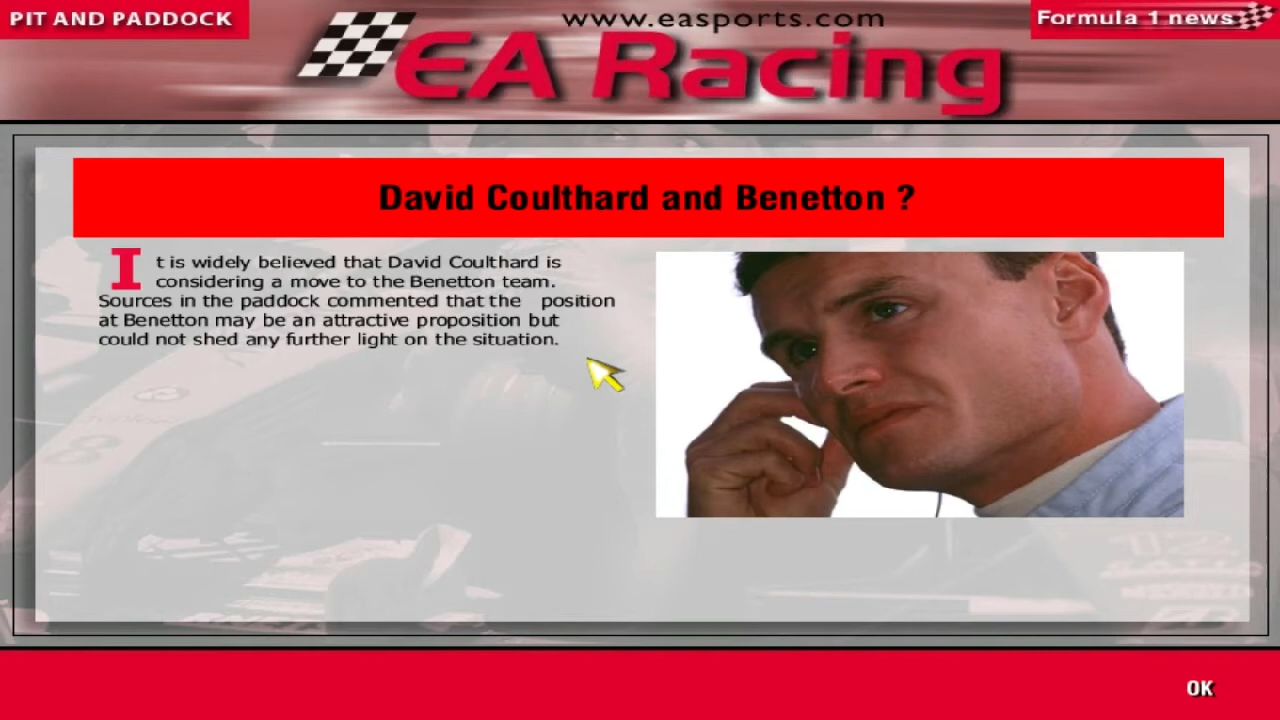 PIT AND PADDOCK
www.easports.com
Formula 1 news
EA Racing
David Coulthard and Benetton ?
It is widely believed that David Coulthard is
considering a move to the Benetton team.
Sources in the paddock commented that the position
at Benetton may be an attractive proposition but
could not shed any further light on the situation.
8
OK